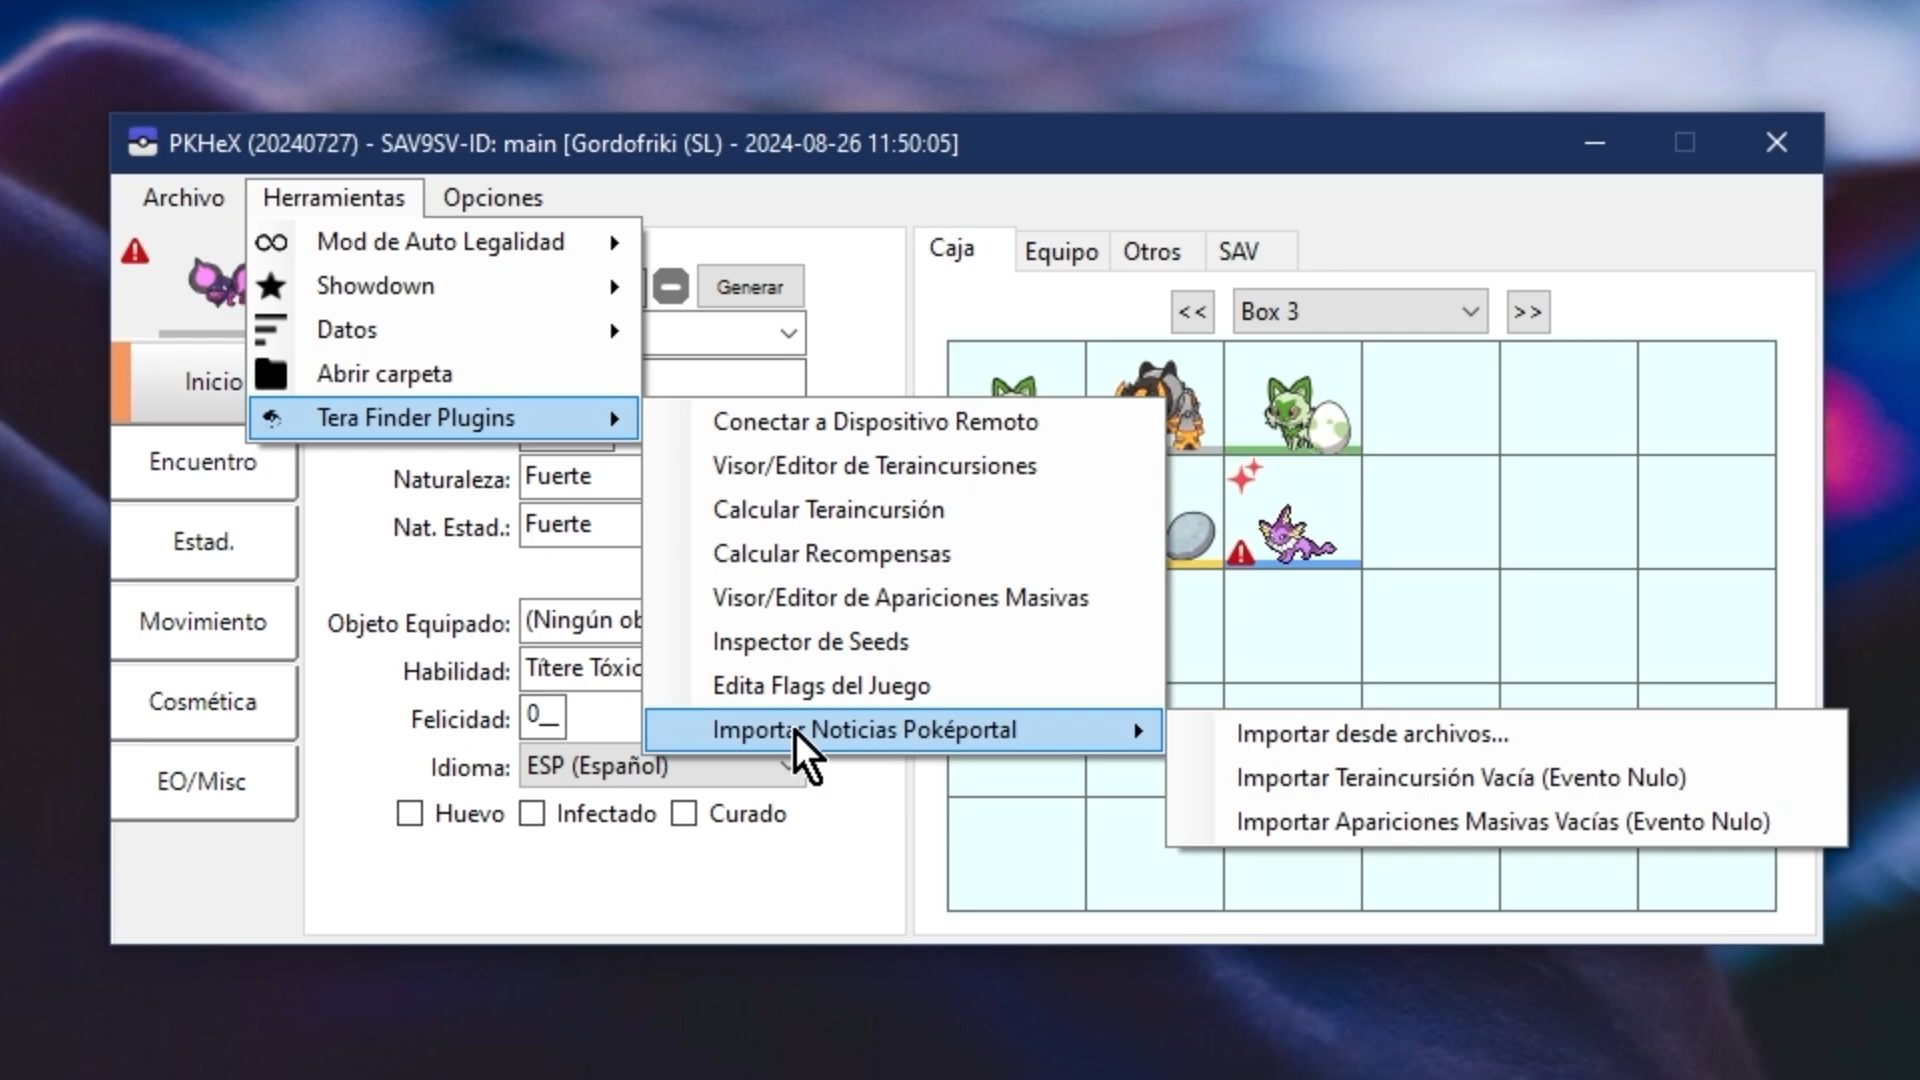 PKHeX (20240727) - SAV9SV-ID: main [Gordofriki (SL) - 2024-08-26 11:50:05]
Archivo Herramientas Opciones
Mod de Auto Legalidad
Showdown
Datos
Abrir carpeta
Tera Finder Plugins
Generar
Inicio
Encuentro
Estad.
Movimiento
Cosmética
EO/Misc
Naturaleza: Fuerte
Nat. Estad.: Fuerte
Objeto Equipado: (Ningún ob
Habilidad: Títere Tóxic
Felicidad: 0__
Idioma: ESP (Español)
Huevo Infectado Curado
Conectar a Dispositivo Remoto
Visor/Editor de Teraincursiones
Calcular Teraincursión
Calcular Recompensas
Visor/Editor de Apariciones Masivas
Inspector de Seeds
Edita Flags del Juego
Importar Noticias Poképortal
Importar desde archivos...
Importar Teraincursión Vacía (Evento Nulo)
Importar Apariciones Masivas Vacías (Evento Nulo)
Caja Equipo Otros SAV
<< Box 3 >>